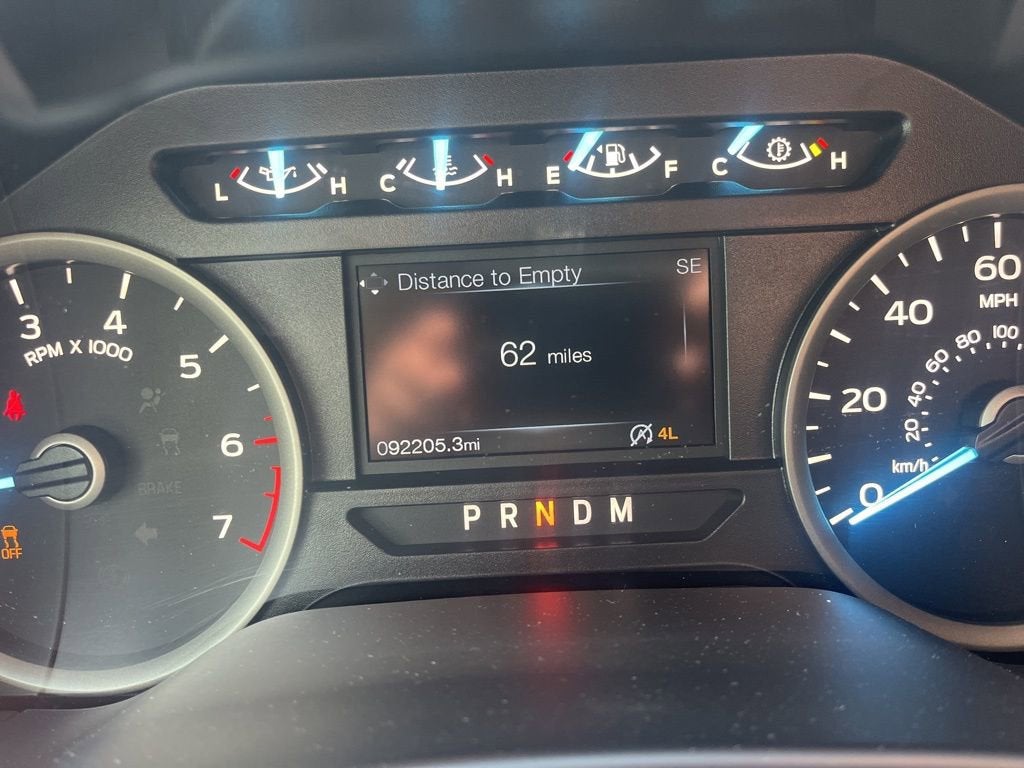 L H C H E F C H
Distance to Empty SE
62 miles
092205.3mi 4L
P R N D M
3 4 5 6 7
RPM X 1000
BRAKE
OFF
0 20 40 60
MPH
20 40 60 80 100
km/h